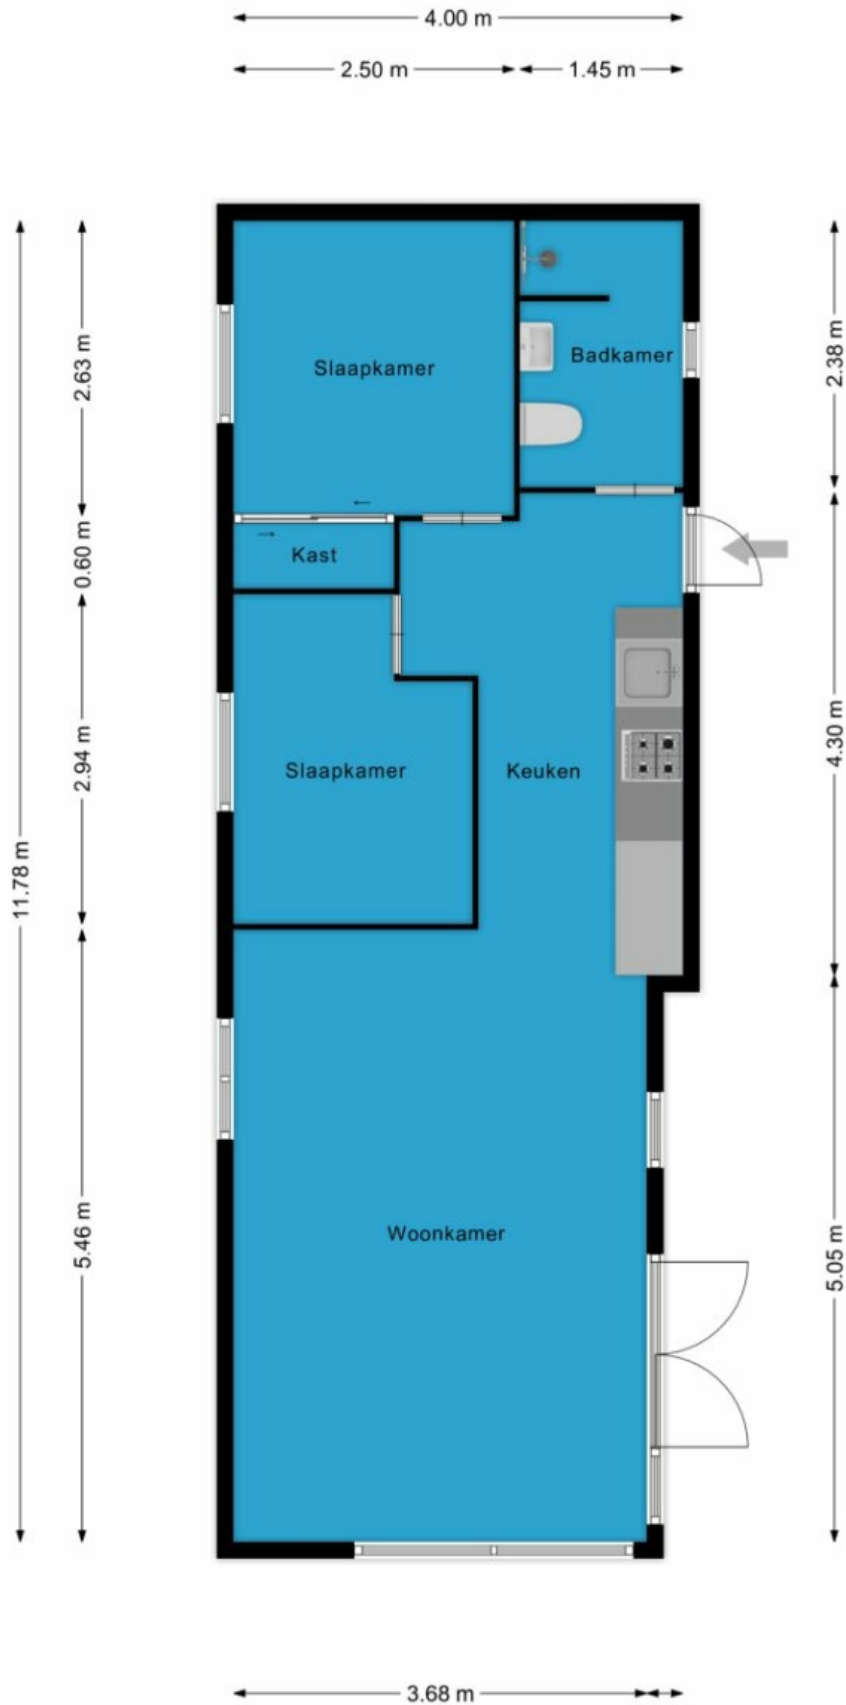 4.00 m
2.50 m
1.45 m
2.63 m
2.38 m
Slaapkamer
Badkamer
0.60 m
Kast
11.78 m
2.94 m
4.30 m
Slaapkamer
Keuken
5.46 m
5.05 m
Woonkamer
3.68 m